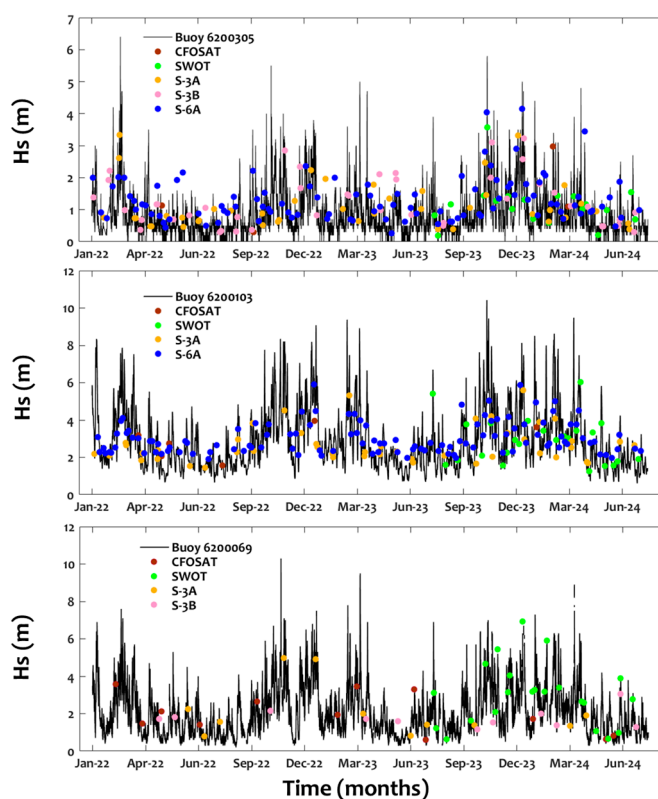 7
6
5
4
3
2
1
0
Hs (m)
Buoy 6200305
CFOSAT
SWOT
S-3A
S-3B
S-6A
Jan-22 Apr-22 Jun-22 Sep-22 Dec-22 Mar-23 Jun-23 Sep-23 Dec-23 Mar-24 Jun-24
12
10
8
6
4
2
0
Hs (m)
Buoy 6200103
CFOSAT
SWOT
S-3A
S-6A
Jan-22 Apr-22 Jun-22 Sep-22 Dec-22 Mar-23 Jun-23 Sep-23 Dec-23 Mar-24 Jun-24
12
10
8
6
4
2
0
Hs (m)
Buoy 6200069
CFOSAT
SWOT
S-3A
S-3B
Jan-22 Apr-22 Jun-22 Sep-22 Dec-22 Mar-23 Jun-23 Sep-23 Dec-23 Mar-24 Jun-24
Time (months)